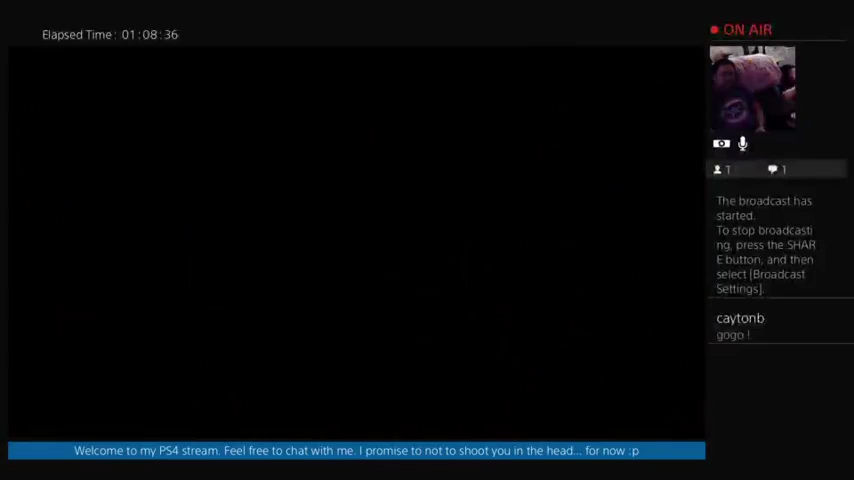 Elapsed Time : 01:08:36
ON AIR
1 1
The broadcast has
started.
To stop broadcasti
ng, press the SHAR
E button, and then
select [Broadcast
Settings].
caytonb
gogo !
Welcome to my PS4 stream. Feel free to chat with me. I promise to not to shoot you in the head... for now :p